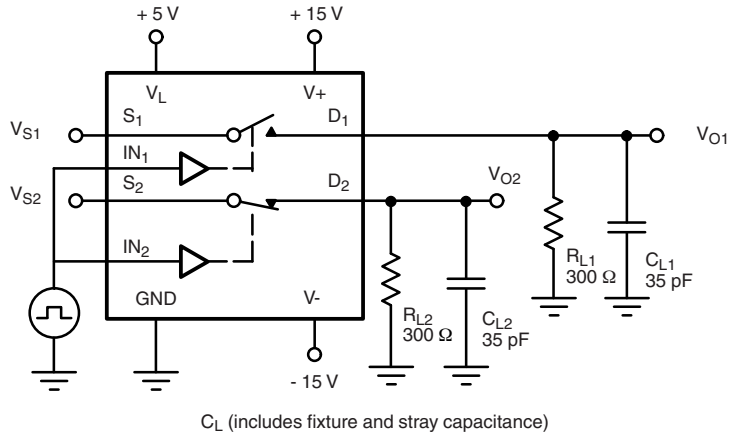 + 5 V
+ 15 V
V_L
V+
V_S1
S_1
D_1
V_O1
IN_1
V_S2
S_2
D_2
V_O2
IN_2
R_L1
300 Ω
C_L1
35 pF
GND
V-
R_L2
300 Ω
C_L2
35 pF
- 15 V
C_L (includes fixture and stray capacitance)